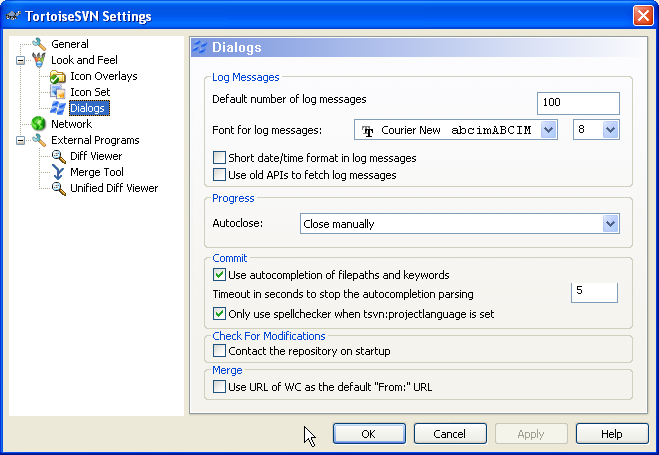 TortoiseSVN Settings
General
Look and Feel
Icon Overlays
Icon Set
Dialogs
Network
External Programs
Diff Viewer
Merge Tool
Unified Diff Viewer
Dialogs
Log Messages
Default number of log messages 100
Font for log messages: Courier New abcimABCIM 8
Short date/time format in log messages
Use old APIs to fetch log messages
Progress
Autoclose: Close manually
Commit
Use autocompletion of filepaths and keywords
Timeout in seconds to stop the autocompletion parsing 5
Only use spellchecker when tsvn:projectlanguage is set
Check For Modifications
Contact the repository on startup
Merge
Use URL of WC as the default "From:" URL
OK Cancel Apply Help